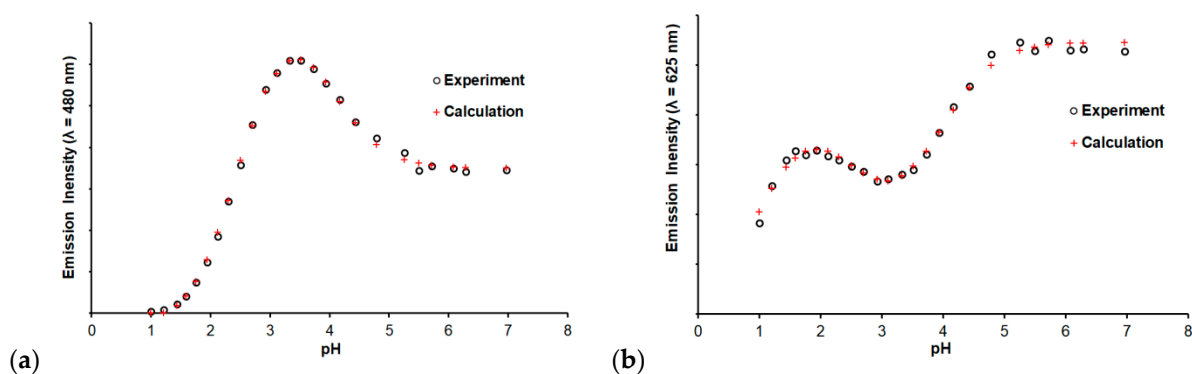 Emission Inensity (λ = 480 nm)
Experiment
Calculation
0 1 2 3 4 5 6 7 8
pH
(a)
Emission Inensity (λ = 625 nm)
Experiment
Calculation
0 1 2 3 4 5 6 7 8
pH
(b)